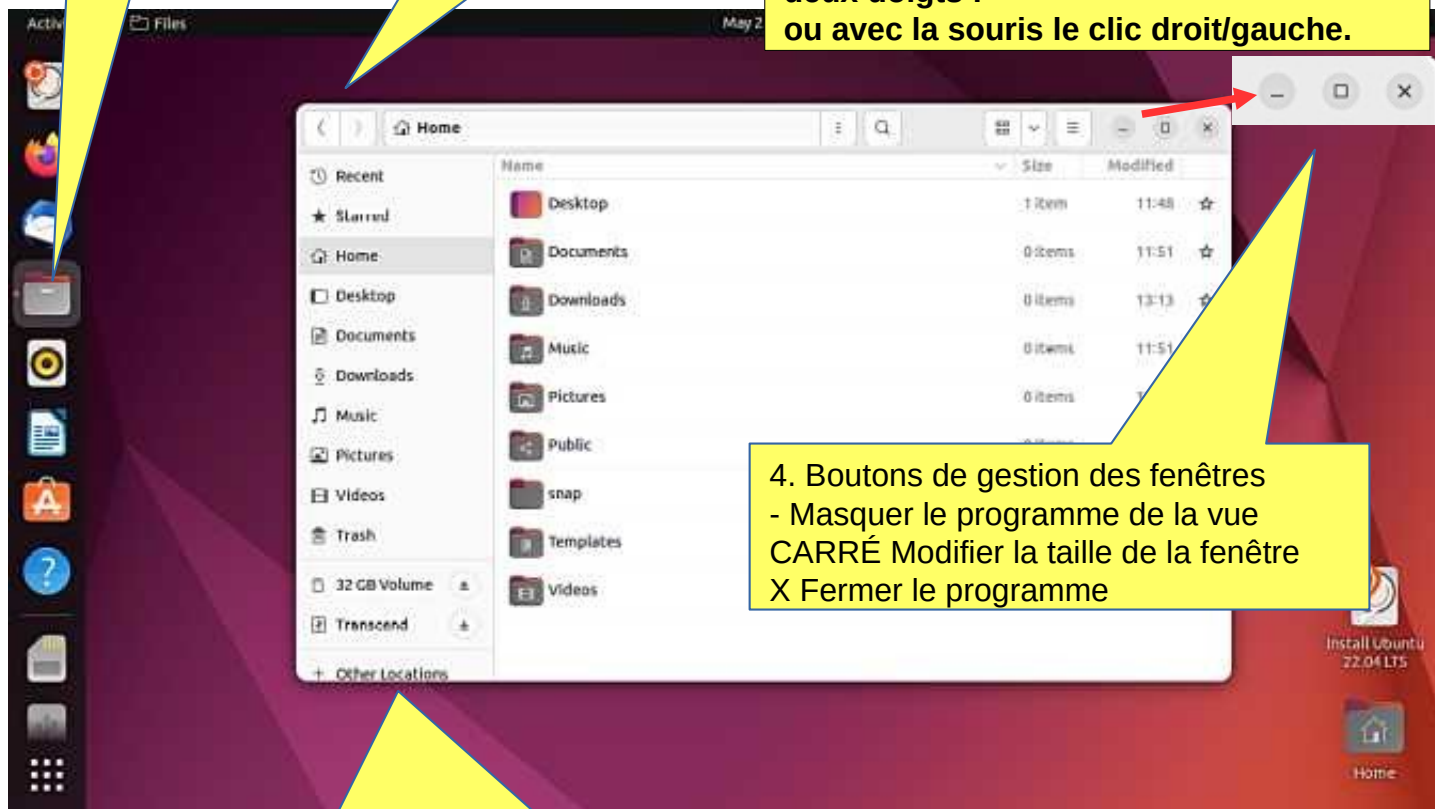 deux doigts :
ou avec la souris le clic droit/gauche.
Files
May 2
Home
Name
Size
Modified
Recent
Starred
Home
Desktop
Documents
Downloads
Music
Pictures
Videos
Trash
32 GB Volume
Transcend
+ Other Locations
Desktop 1 item 11:48
Documents 0 items 11:51
Downloads 0 items 13:13
Music 0 items 11:51
Pictures 0 items
Public
snap
Templates
Videos
4. Boutons de gestion des fenêtres
- Masquer le programme de la vue
CARRÉ Modifier la taille de la fenêtre
X Fermer le programme
Install Ubuntu
22.04 LTS
Home